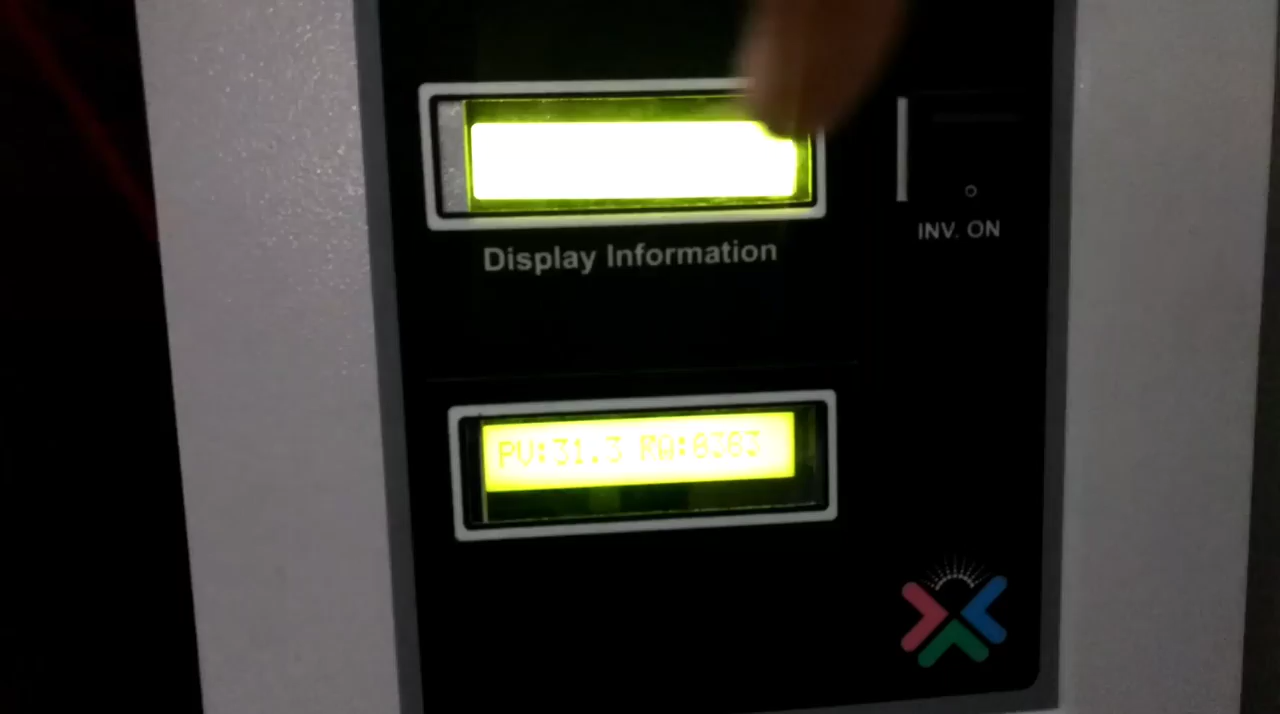 Display Information
INV. ON
PV:31.3 RA:0303